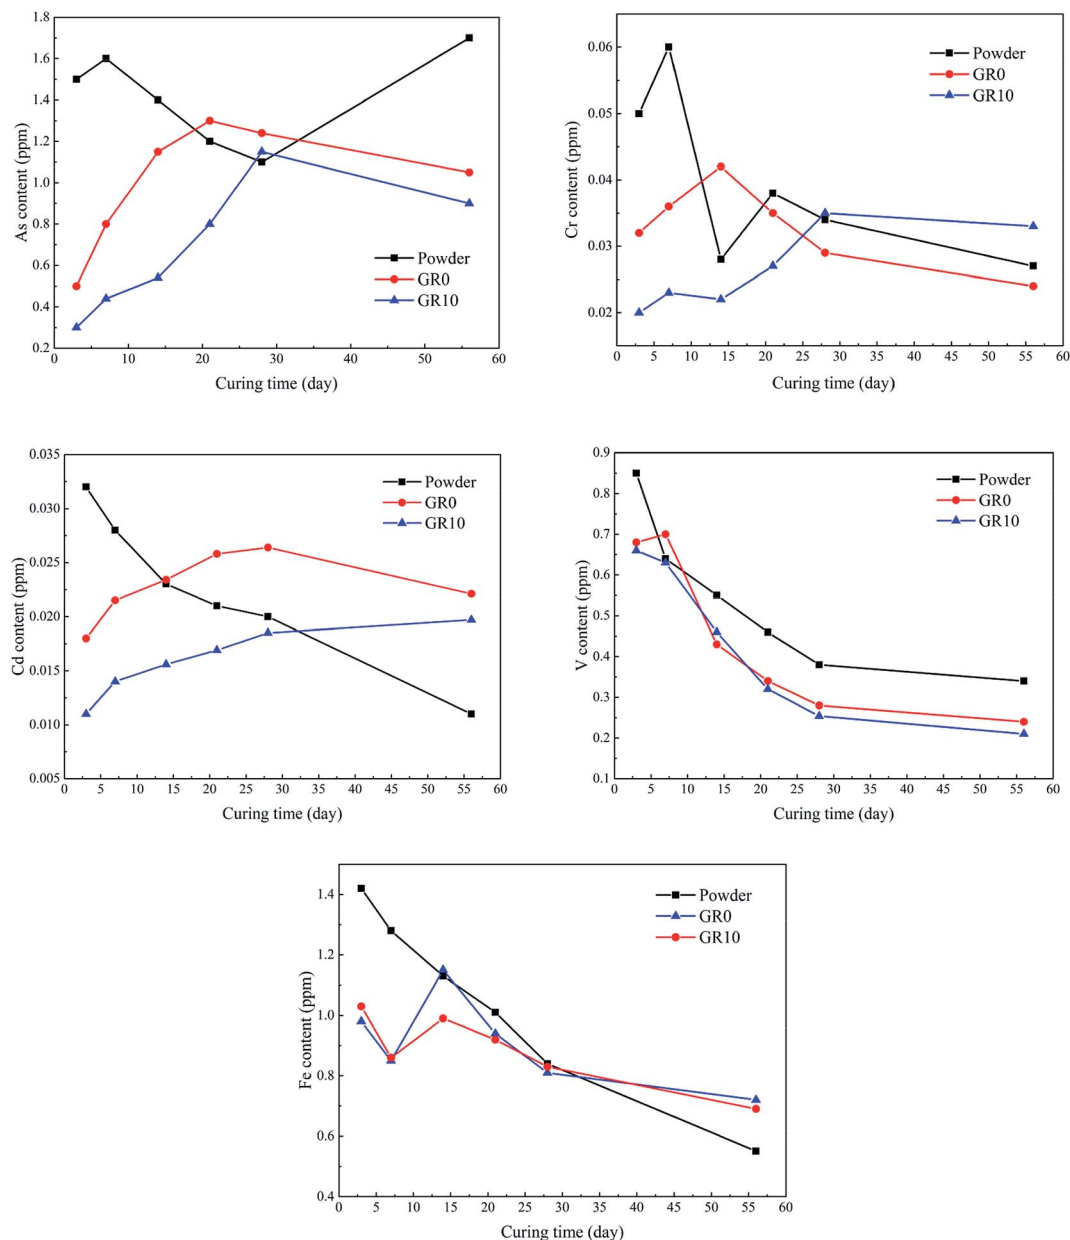 1.8
1.6
1.4
1.2
1.0
0.8
0.6
0.4
0.2
As content (ppm)
Powder
GR0
GR10
0 10 20 30 40 50 60
Curing time (day)
0.06
0.05
0.04
0.03
0.02
Cr content (ppm)
Powder
GR0
GR10
0 5 10 15 20 25 30 35 40 45 50 55 60
Curing time (day)
0.035
0.030
0.025
0.020
0.015
0.010
0.005
Cd content (ppm)
Powder
GR0
GR10
0 5 10 15 20 25 30 35 40 45 50 55 60
Curing time (day)
0.9
0.8
0.7
0.6
0.5
0.4
0.3
0.2
0.1
V content (ppm)
Powder
GR0
GR10
0 5 10 15 20 25 30 35 40 45 50 55 60
Curing time (day)
1.4
1.2
1.0
0.8
0.6
0.4
Fe content (ppm)
Powder
GR0
GR10
0 5 10 15 20 25 30 35 40 45 50 55 60
Curing time (day)